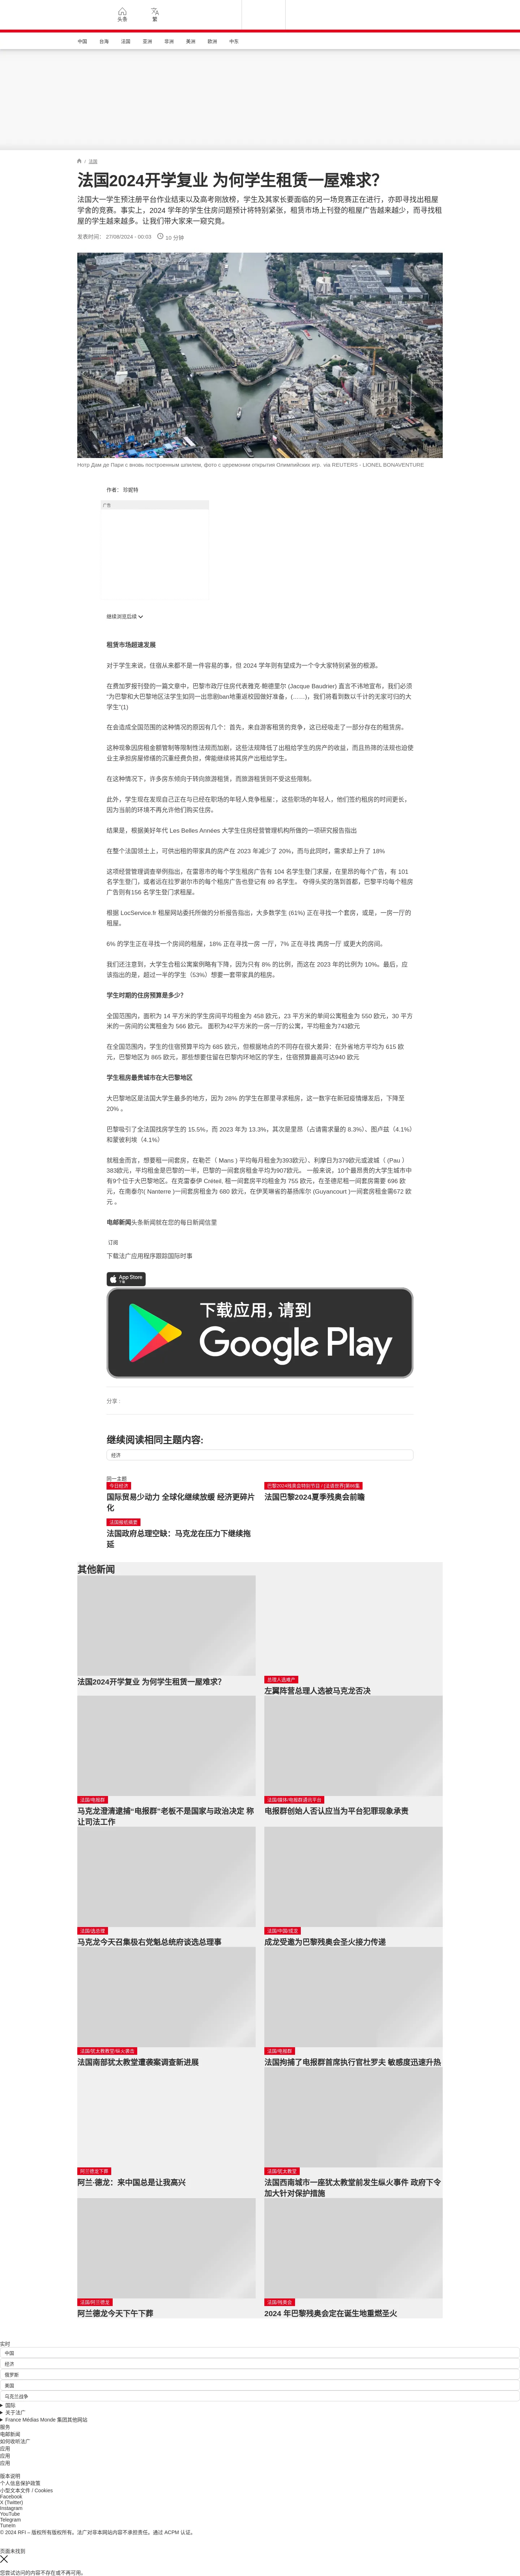 头条
繁
中国 台海 法国 亚洲 非洲 美洲 欧洲 中东
/ 法国
法国2024开学复业 为何学生租赁一屋难求?
法国大一学生预注册平台作业结束以及高考刚放榜，学生及其家长要面临的另一场竞赛正在进行，亦即寻找出租屋
学舍的竞赛。事实上，2024 学年的学生住房问题预计将特别紧张，租赁市场上刊登的租屋广告越来越少，而寻找租
屋的学生越来越多。让我们带大家来一窥究竟。
发表时间： 27/08/2024 - 00:03 10 分钟
Нотр Дам де Пари с вновь построенным шпилем, фото с церемонии открытия Олимпийских игр. via REUTERS - LIONEL BONAVENTURE
作者： 珍妮特
广告
继续浏览后续
租赁市场超速发展
对于学生来说，住宿从来都不是一件容易的事，但 2024 学年则有望成为一个令大家特别紧张的根源。
在费加罗报刊登的一篇文章中，巴黎市政厅住房代表雅克·鲍德里尔 (Jacque Baudrier) 直言不讳地宣布，我们必须
“为巴黎和大巴黎地区法学生如同一出悲剧ban地重返校园做好准备，(……)，我们将看到数以千计的无家可归的大
学生”(1)
在会造成全国范围的这种情况的原因有几个：首先，来自游客租赁的竞争，这已经吸走了一部分存在的租赁房。
这种现象因房租金额管制等限制性法规而加剧，这些法规降低了出租给学生的房产的收益，而且热筛的法规也迫使
业主承担房屋修缮的沉重经费负担，俾能继续将其房产出租给学生。
在这种情况下，许多房东倾向于转向旅游租赁，而旅游租赁则不受这些限制。
此外，学生现在发现自己正在与已经在职场的年轻人竞争租屋:，这些职场的年轻人，他们签约租房的时间更长，
因为当前的环境不再允许他们购买住房。
结果是，根据美好年代 Les Belles Années 大学生住房经营管理机构所做的一项研究报告指出
在整个法国领土上，可供出租的带家具的房产在 2023 年减少了 20%，而与此同时，需求却上升了 18%
这项经营管理调查举例指出，在雷恩市的每个学生租房广告有 104 名学生登门求屋，在里昂的每个广告，有 101
名学生登门，或者远在拉罗谢尔市的每个租房广告也登记有 89 名学生。 夺得头奖的落到首都，巴黎平均每个租房
广告则有156 名学生登门求租屋。
根据 LocService.fr 租屋网站委托所做的分析报告指出，大多数学生 (61%) 正在寻找一个套房，或是，一房一厅的
租屋。
6% 的学生正在寻找一个房间的租屋，18% 正在寻找一房 一厅，7% 正在寻找 两房一厅 或更大的房间。
我们还注意到，大学生合租公寓案例略有下降，因为只有 8% 的比例，而这在 2023 年的比例为 10%。最后，应
该指出的是，超过一半的学生（53%）想要一套带家具的租房。
学生时期的住房预算是多少？
全国范围内，面积为 14 平方米的学生房间平均租金为 458 欧元，23 平方米的单间公寓租金为 550 欧元，30 平方
米的一房间的公寓租金为 566 欧元。 面积为42平方米的一房一厅的公寓，平均租金为743欧元
在全国范围内，学生的住宿预算平均为 685 欧元，但根据地点的不同存在很大差异：在外省地方平均为 615 欧
元，巴黎地区为 865 欧元，那些想要住留在巴黎内环地区的学生，住宿预算最高可达940 欧元
学生租房最贵城市在大巴黎地区
大巴黎地区是法国大学生最多的地方，因为 28% 的学生在那里寻求租房，这一数字在新冠疫情爆发后，下降至
20% 。
巴黎吸引了全法国找房学生的 15.5%，而 2023 年为 13.3%，其次是里昂（占请需求量的 8.3%）、图卢兹（4.1%）
和蒙彼利埃（4.1%）
就租金而言，想要租一间套房，在勒芒（ Mans ) 平均每月租金为393欧元）、利摩日为379欧元或波城（ (Pau )
383欧元，平均租金是巴黎的一半，巴黎的一间套房租金平均为907欧元。 一般来说，10个最昂贵的大学生城市中
有9个位于大巴黎地区。在克雷泰伊 Créteil, 租一间套房平均租金为 755 欧元，在圣德尼租一间套房需要 696 欧
元，在南泰尔( Nanterre )一间套房租金为 680 欧元，在伊芙琳省的基扬库尔 (Guyancourt )一间套房租金需672 欧
元 。
电邮新闻头条新闻就在您的每日新闻信里
订阅
下载法广应用程序跟踪国际时事
App Store
下载
下载应用，请到
Google Play
分享 :
继续阅读相同主题内容:
经济
同一主题
今日经济
国际贸易少动力 全球化继续放缓 经济更碎片
化
巴黎2024残奥会特别节目 / [法语世界]第86集
法国巴黎2024夏季残奥会前瞻
法国报纸摘要
法国政府总理空缺：马克龙在压力下继续拖
延
其他新闻
法国2024开学复业 为何学生租赁一屋难求?
总理人选难产
左翼阵营总理人选被马克龙否决
法国/电报群
马克龙澄清逮捕"电报群"老板不是国家与政治决定 称
让司法工作
法国/媒体/电报群通讯平台
电报群创始人否认应当为平台犯罪现象承责
法国/选总理
马克龙今天召集极右党魁总统府谈选总理事
法国/中国/成龙
成龙受邀为巴黎残奥会圣火接力传递
法国/犹太教教堂/纵火袭击
法国南部犹太教堂遭袭案调查新进展
法国/电报群
法国拘捕了电报群首席执行官杜罗夫 敏感度迅速升热
阿兰德龙下葬
阿兰·德龙：来中国总是让我高兴
法国/犹太教堂
法国西南城市一座犹太教堂前发生纵火事件 政府下令
加大针对保护措施
法国/阿兰德龙
阿兰德龙今天下午下葬
法国/残奥会
2024 年巴黎残奥会定在诞生地重燃圣火
实时
中国
经济
俄罗斯
美国
乌克兰战争
国际
关于法广
France Médias Monde 集团其他网站
服务
电邮新闻
如何收听法广
应用
应用
应用
版本说明
个人信息保护政策
小型文本文件 / Cookies
Facebook
X (Twitter)
Instagram
YouTube
Telegram
TuneIn
© 2024 RFI – 版权所有版权所有。法广对非本网站内容不承担责任。通过 ACPM 认证。
页面未找到
您尝试访问的内容不存在或不再可用。